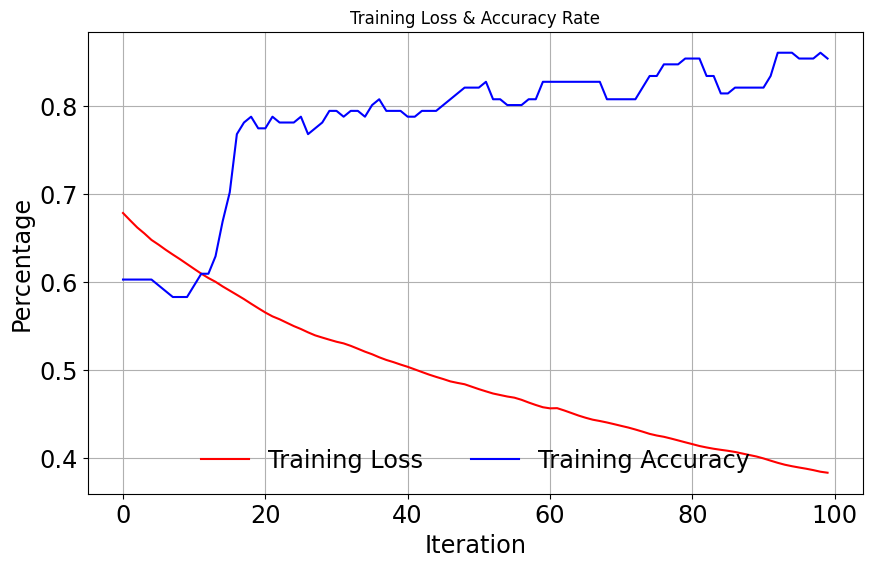 Training Loss & Accuracy Rate
Percentage
0.8
0.7
0.6
0.5
0.4
Training Loss
Training Accuracy
0 20 40 60 80 100
Iteration